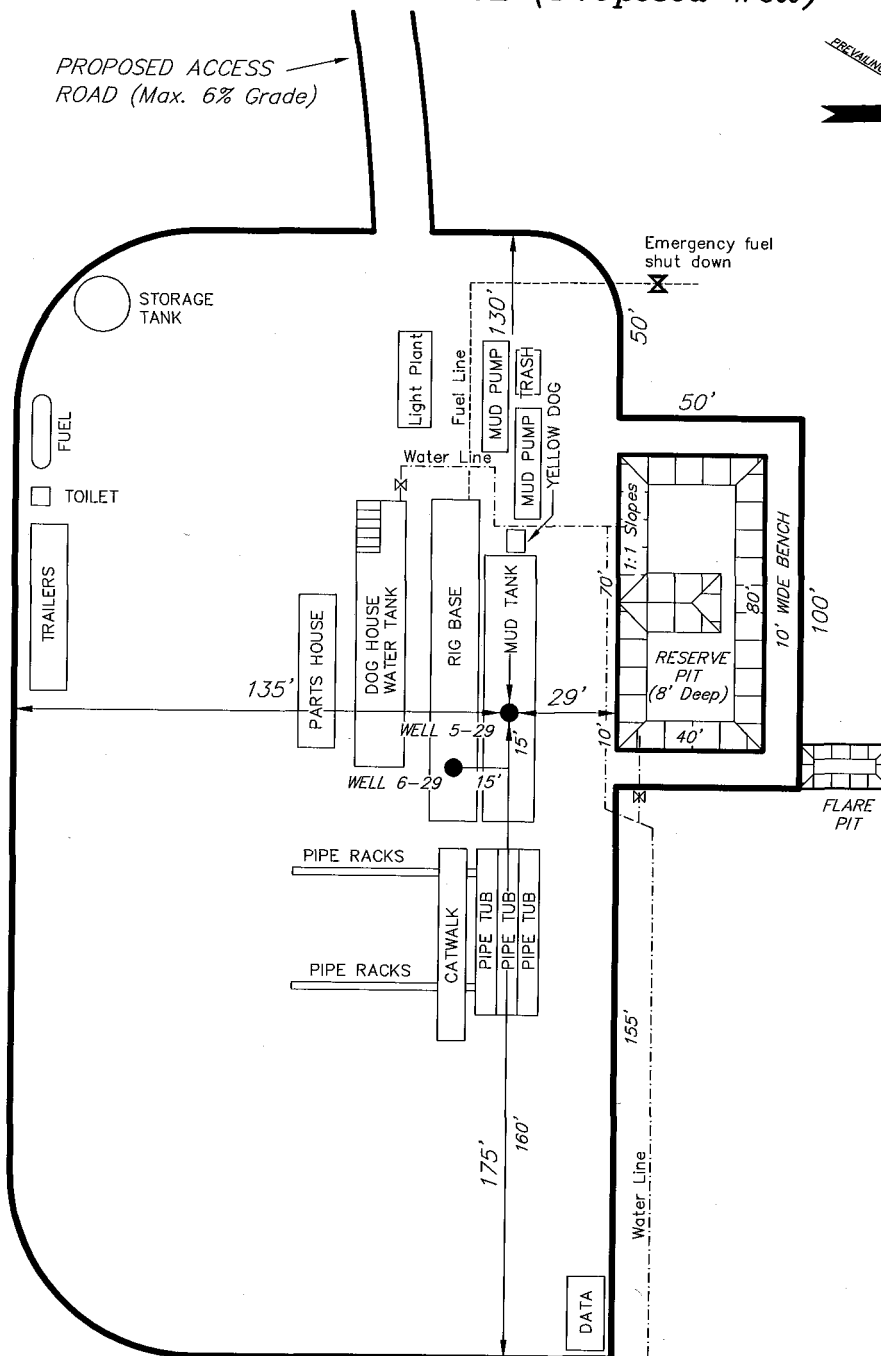 (Proposed Well)
PREVAILING
PROPOSED ACCESS
ROAD (Max. 6% Grade)
Emergency fuel
shut down
STORAGE
TANK
130'
50'
Light Plant
Fuel Line
MUD PUMP
TRASH
50'
FUEL
MUD PUMP
YELLOW DOG
Water Line
TOILET
1:1 Slopes
TRAILERS
PARTS HOUSE
DOG HOUSE
WATER TANK
RIG BASE
MUD TANK
70'
80'
10' WIDE BENCH
100'
RESERVE
PIT
(8' Deep)
135'
29'
WELL 5-29
15'
10'
40'
WELL 6-29
15'
FLARE
PIT
PIPE RACKS
CATWALK
PIPE TUB
PIPE TUB
PIPE TUB
PIPE RACKS
155'
175'
160'
Water Line
DATA